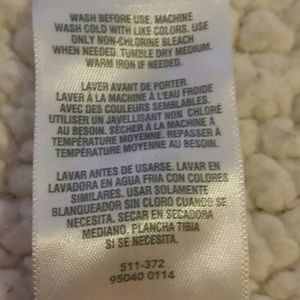 WASH BEFORE USE. MACHINE
WASH COLD WITH LIKE COLORS. USE
ONLY NON-CHLORINE BLEACH
WHEN NEEDED. TUMBLE DRY MEDIUM.
WARM IRON IF NEEDED.
LAVER AVANT DE PORTER.
LAVER À LA MACHINE À L'EAU FROIDE
AVEC DES COULEURS SEMBLABLES.
UTILISER UN JAVELLISANT NON CHLORÉ
AU BESOIN. SÉCHER À LA MACHINE À
TEMPÉRATURE MOYENNE. REPASSER À
TEMPÉRATURE MOYENNE AU BESOIN.
LAVAR ANTES DE USARSE. LAVAR EN
LAVADORA EN AGUA FRIA CON COLORES
SIMILARES. USAR SOLAMENTE
BLANQUEADOR SIN CLORO CUANDO SE
NECESITA. SECAR EN SECADORA
MEDIANO. PLANCHA TIBIA
SI SE NECESITA.
511-372
95040 0114